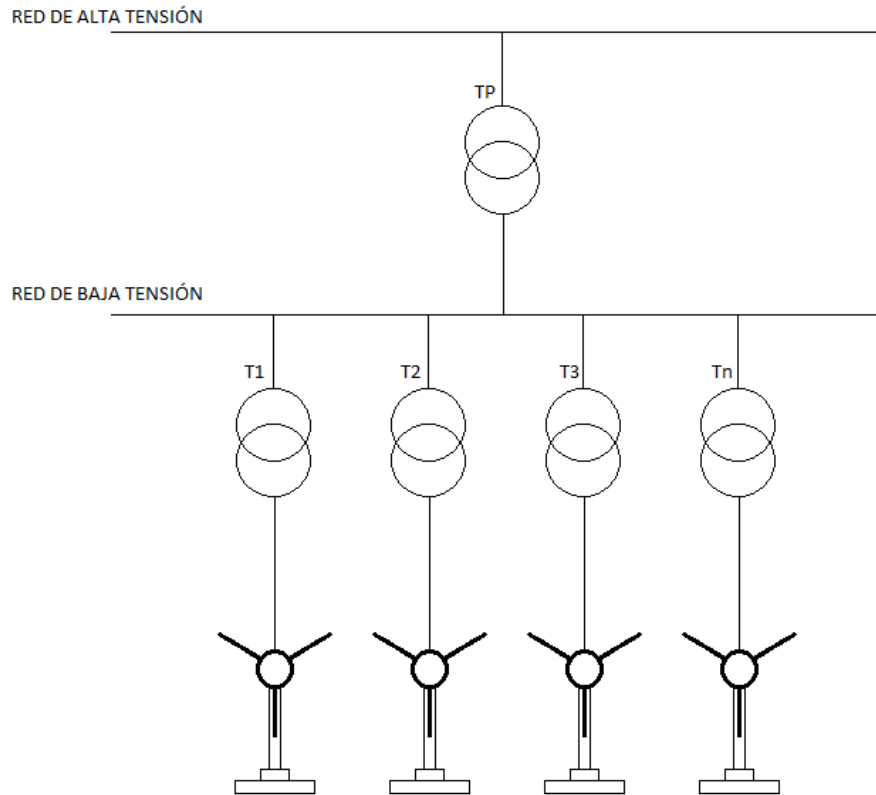 RED DE ALTA TENSIÓN
TP
RED DE BAJA TENSIÓN
T1
T2
T3
Tn